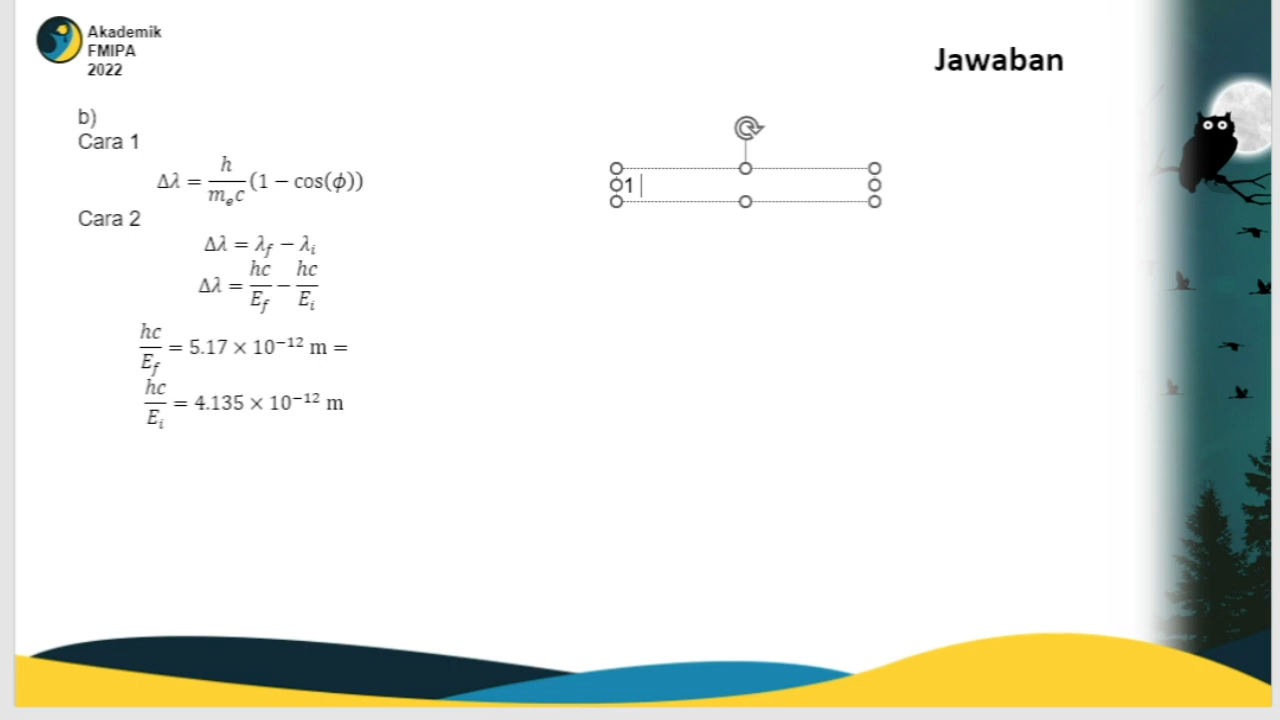 Akademik
FMIPA
2022
Jawaban
b)
Cara 1
Δλ = h/(mₑc) (1 − cos(ϕ))
Cara 2
Δλ = λ_f − λ_i
Δλ = hc/E_f − hc/E_i
hc/E_f = 5.17 × 10⁻¹² m =
hc/E_i = 4.135 × 10⁻¹² m
1